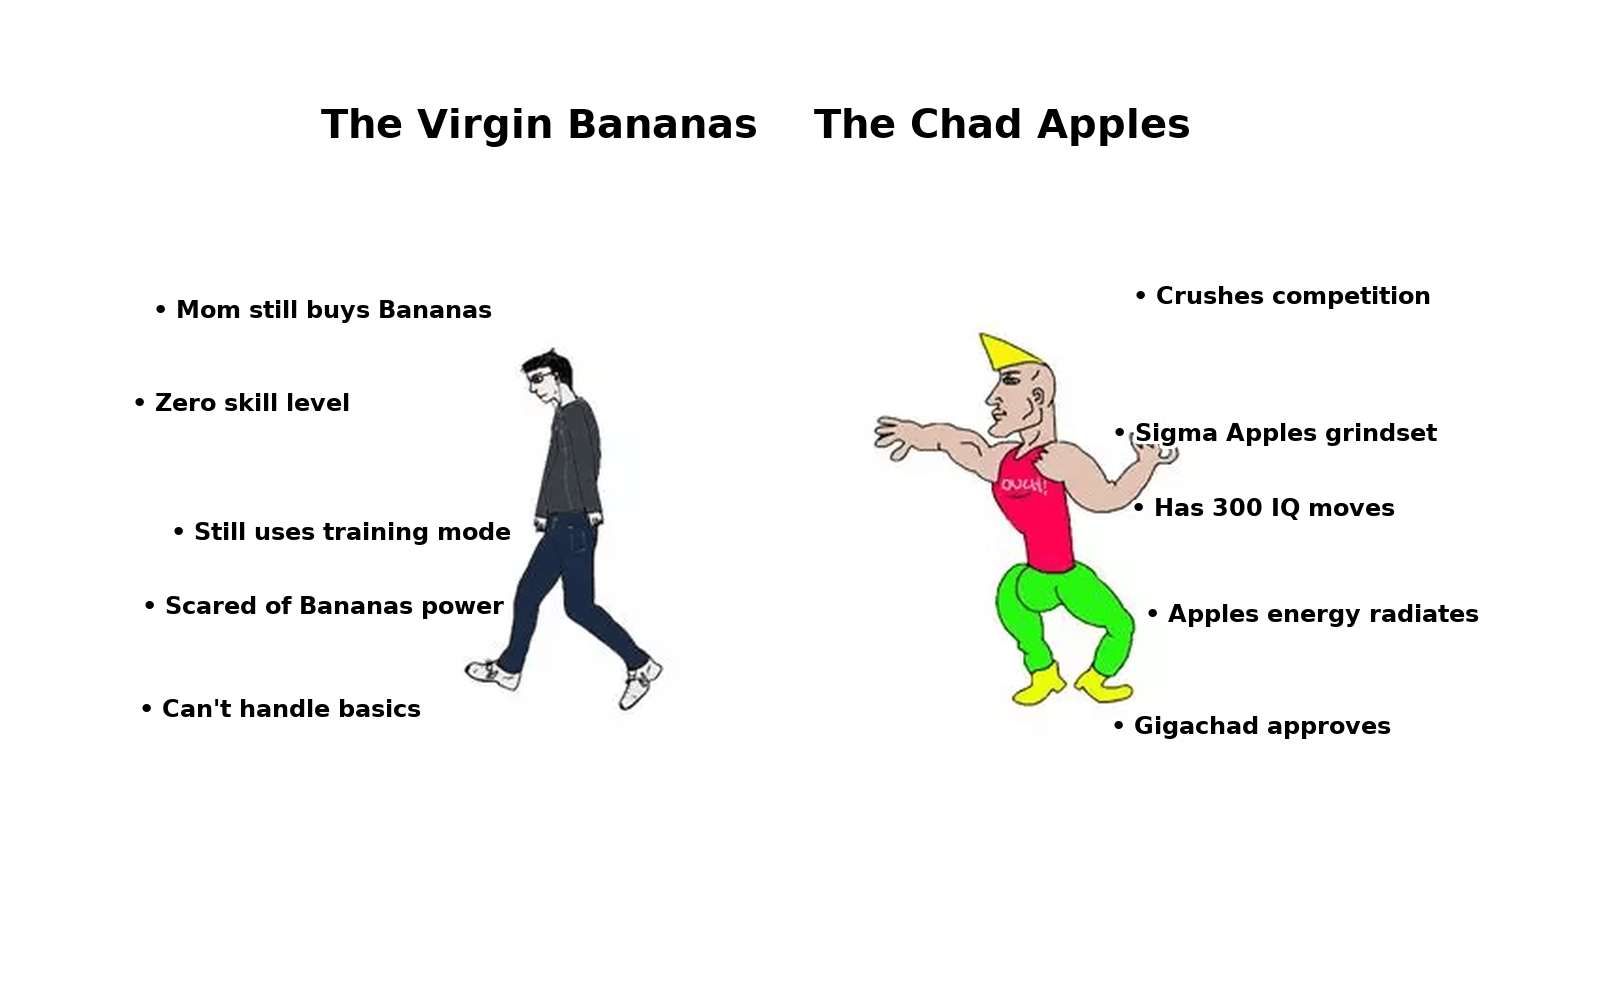 The Virgin Bananas
• Mom still buys Bananas
• Zero skill level
• Still uses training mode
• Scared of Bananas power
• Can't handle basics
The Chad Apples
• Crushes competition
• Sigma Apples grindset
• Has 300 IQ moves
• Apples energy radiates
• Gigachad approves
OUCH!